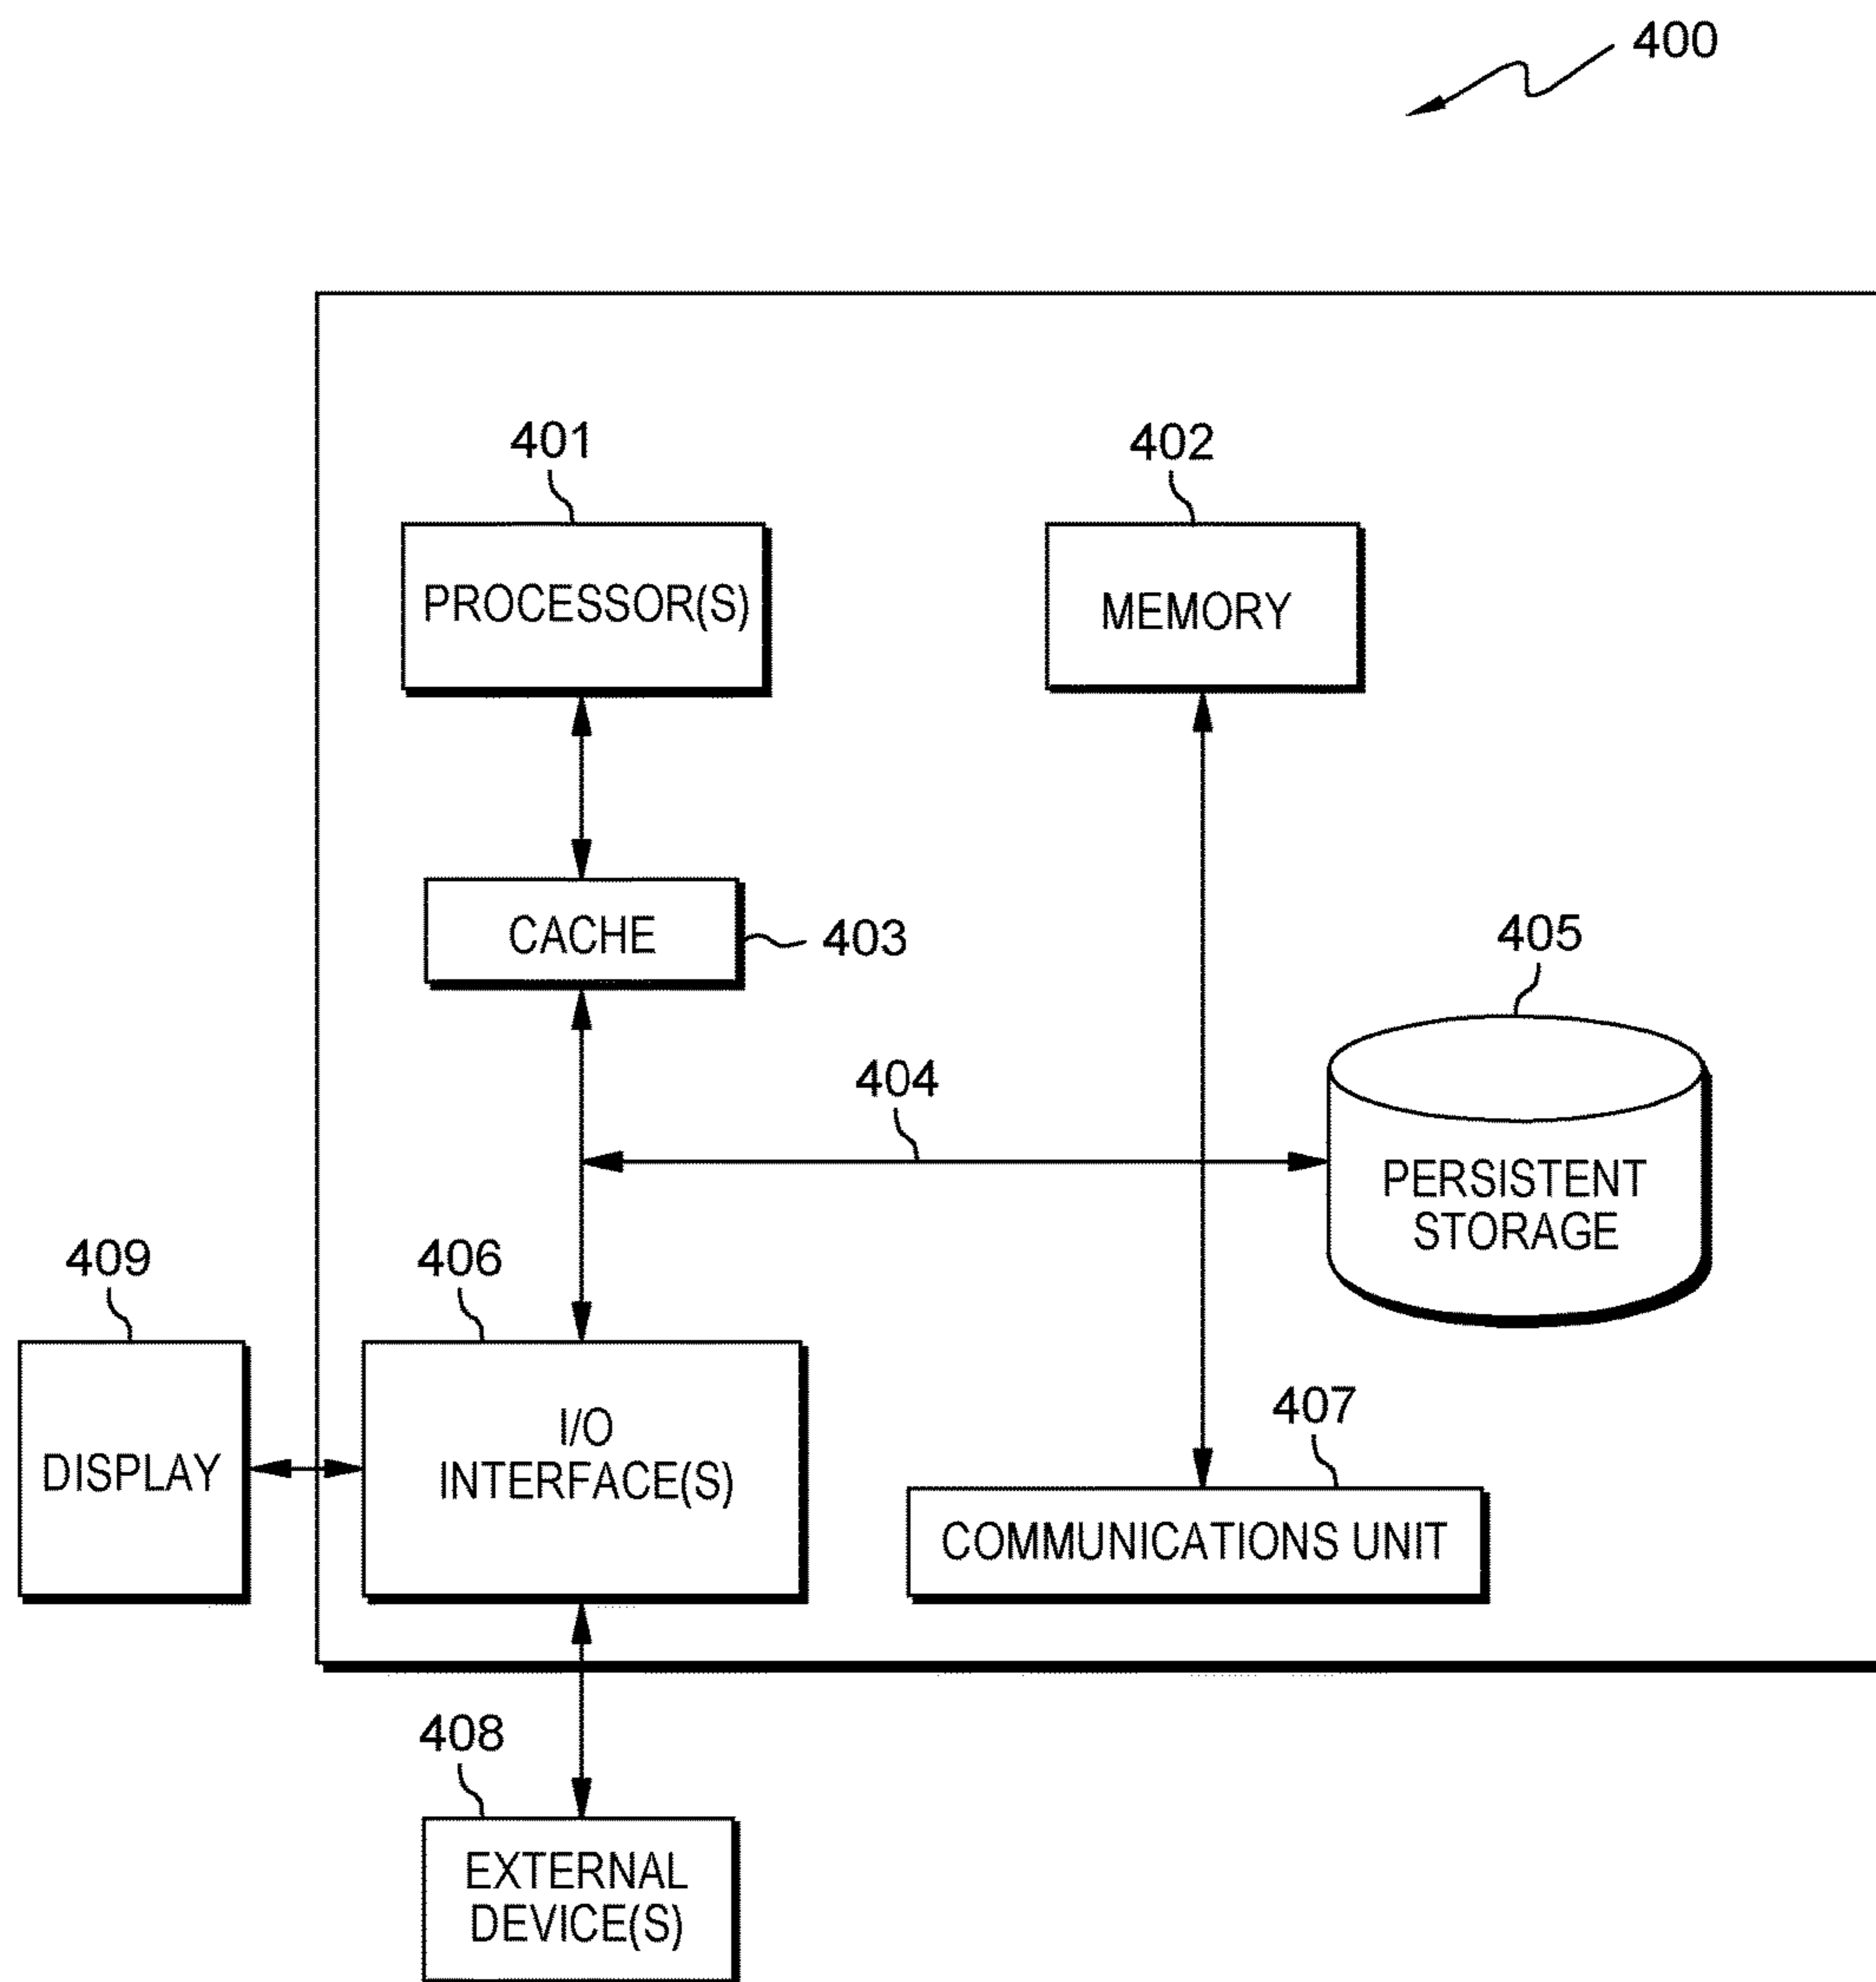 400
401
402
PROCESSOR(S)
MEMORY
CACHE
403
405
404
PERSISTENT
STORAGE
409
406
407
DISPLAY
I/O
INTERFACE(S)
COMMUNICATIONS UNIT
408
EXTERNAL
DEVICE(S)